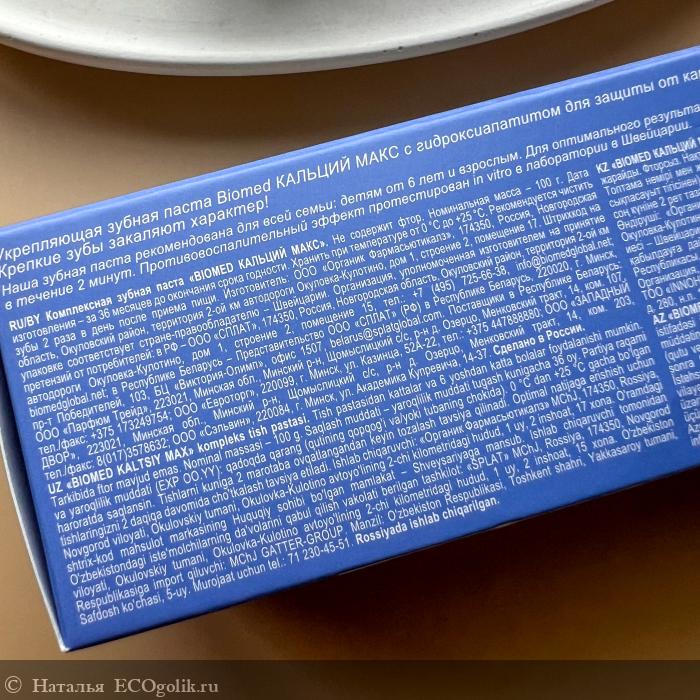 Укрепляющая зубная паста Biomed КАЛЬЦИЙ МАКС с гидроксиапатитом для защиты от
Крепкие зубы закаляют характер!
Наша зубная паста рекомендована для всей семьи: детям от 6 лет и взрослым. Для оптимального
в течение 2 минут. Противовоспалительный эффект протестирован in vitro в лаборатории в Швейцарии.
RU/BY Комплексная зубная паста «BIOMED КАЛЬЦИЙ МАКС». Не содержит фтор. Номинальная масса – 100 г. Дата
изготовления – за 36 месяцев до окончания срока годности. Хранить при температуре от 0 °C до +25 °C. Рекомендуется чистить
зубы 2 раза в день после приема пищи. Изготовитель: ООО «Органик Фармасьютикалз», 174350, Россия, Новгородская
область, Окуловский район, территория 2-ой км автодороги Окуловка-Кулотино, дом 1, строение 2, помещение 17. Штрихкод на
упаковке соответствует стране-правообладателю – Швейцарии. Организация, уполномоченная изготовителем на принятие
претензий от потребителей: в РФ – ООО «СПЛАТ», 174350, Россия, Новгородская область, Окуловский район, территория 2-ой км
автодороги Окуловка-Кулотино, дом 1, строение 2, помещение 15, тел.: +7 (495) 725-66-38, info@biomedglobal.net;
biomedglobal.net; в Республике Беларусь – Представительство ООО «СПЛАТ» (РФ) в Республике Беларусь, 220020, г. Минск,
пр-т Победителей, 103, БЦ «Виктория-Олимп», офис 1507, belarus@splatglobal.com. Поставщики в Республику Беларусь:
ООО «Парфюм Трейд», 223021, Минская обл., Минский р-н, Щомыслицкий с/с, р-н д. Озерцо, Менковский тракт, 14, ком. 107,
тел./факс: +375 173249754; ООО «Евроторг», 220099, г. Минск, ул. Казинца, 52А-22, тел.: +375 447888880; ООО «ЗАПАДНЫЙ
ДВОР», 223021, Минская обл., Минский р-н, Щомыслицкий с/с, р-н д. Озерцо, Менковский тракт, 14, ком. 203,
тел./факс: 8(017)3578632; ООО «Сэльвин», 220084, г. Минск, ул. Академика Купревича, 14-37. Сделано в России.
UZ «BIOMED KALTSIY MAX» kompleks tish pastasi. Tish pastasidan kattalar va 6 yoshdan katta bolalar foydalanishi mumkin.
Tarkibida ftor mavjud emas. Nominal massasi – 100 g. Saqlash muddati – yaroqlilik muddati tugash kunigacha 36 oy. Partiya raqami
va yaroqlilik muddati (EXP OO.YY): qadoqda qarang (qutining qopqog'i va/yoki tubining chokida). 0 °C dan +25 °C gacha bo'lgan
haroratda saqlansin. Tishlarni kuniga 2 marotaba ovqatlangandan keyin tozalash tavsiya qilinadi. Optimal natijaga erishish uchun
tishlaringizni 2 daqiqa davomida cho'tkalash tavsiya etiladi. Ishlab chiqaruvchi: «Органик Фармасьютикалз» MChJ, 174350, Rossiya,
Novgorod viloyati, Okulovskiy tumani, Okulovka-Kulotino avtoyo'lining 2-chi kilometridagi hudud, 1 uy, 2 inshoot, 17 xona. O'ramdagi
shtrix-kod mahsulot markasining Huquqiy sohibi bo'lgan mamlakat – Shveysariyaga mansub. Ishlab chiqaruvchi tomonidan
O'zbekistondagi iste'molchilarning da'volarini qabul qilish vakolati berilgan tashkilot: «SPLAT» MChJ, Rossiya, 174350, Novgorod
viloyati, Okulovskiy tumani, Okulovka-Kulotino avtoyo'lining 2-chi kilometridagi hudud, 1 uy, 2 inshoot, 15 xona. O'zbekiston
Respublikasiga import qiluvchi: MChJ GATTER-GROUP. Manzil: O'zbekiston Respublikasi, Toshkent shahri, Yakkasaroy tumani,
Safdosh ko'chasi, 5-uy. Murojaat uchun tel.: 71 230-45-51. Rossiyada ishlab chiqarilgan.
KZ «BIOMED КАЛЬЦИЙ
© Наталья ECOgolik.ru